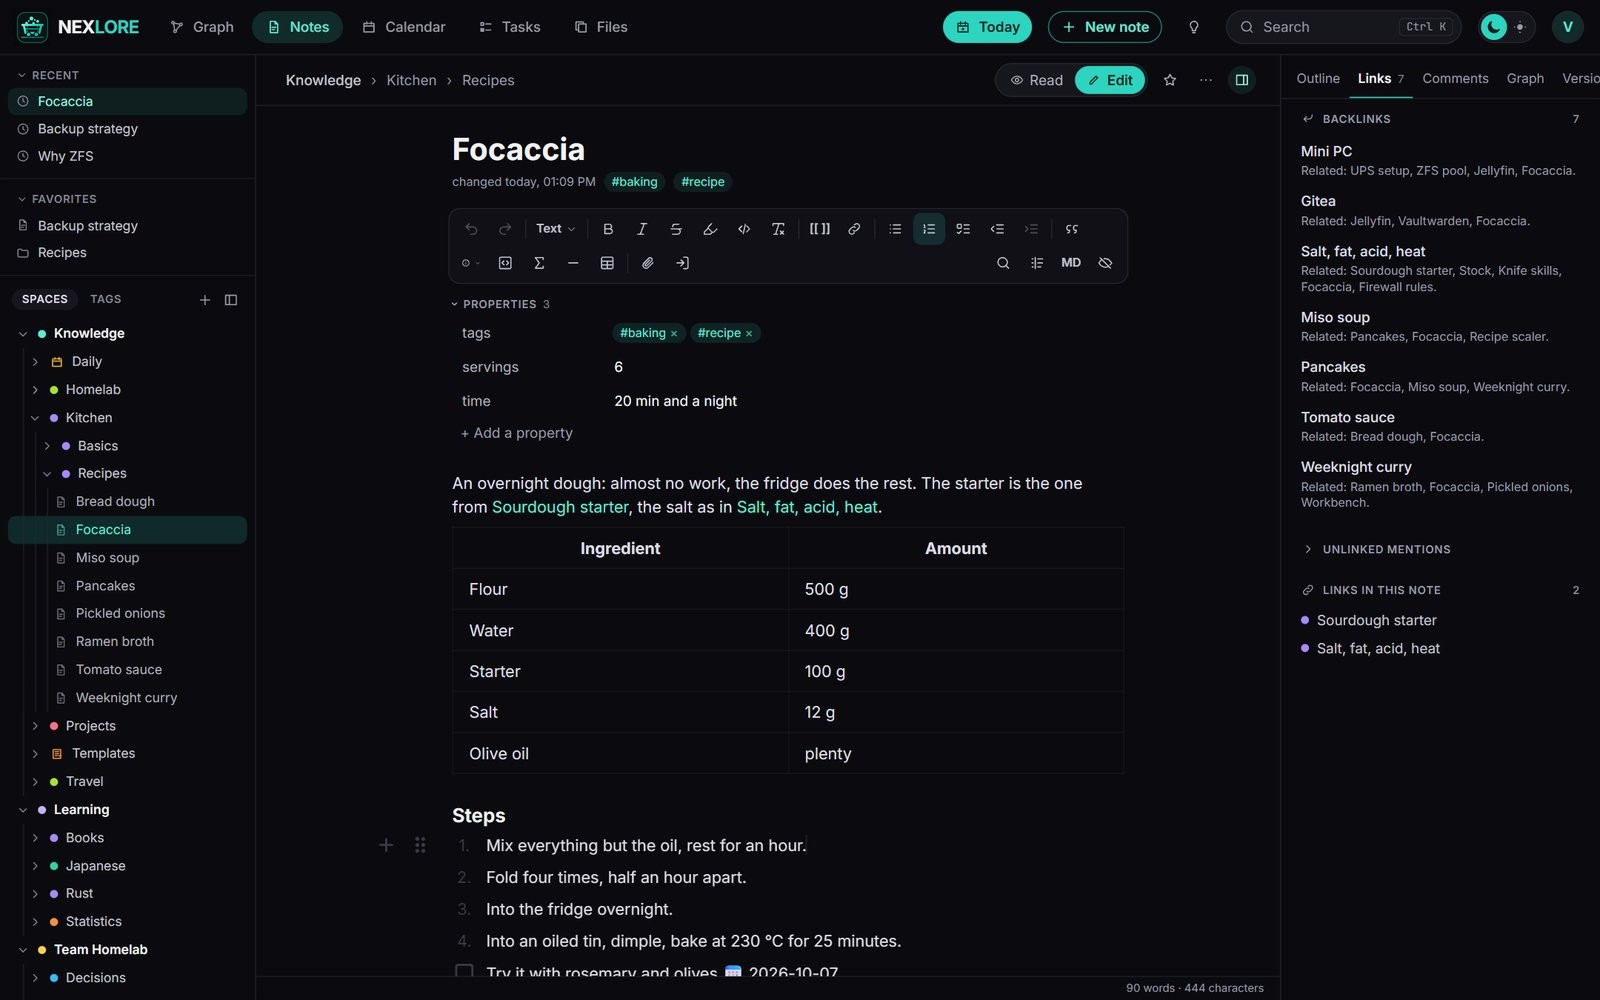 NEXLORE
Graph
Notes
Calendar
Tasks
Files
Today
New note
Search
Ctrl K
V
RECENT
Focaccia
Backup strategy
Why ZFS
FAVORITES
Backup strategy
Recipes
SPACES
TAGS
Knowledge
Daily
Homelab
Kitchen
Basics
Recipes
Bread dough
Focaccia
Miso soup
Pancakes
Pickled onions
Ramen broth
Tomato sauce
Weeknight curry
Projects
Templates
Travel
Learning
Books
Japanese
Rust
Statistics
Team Homelab
Decisions
Knowledge › Kitchen › Recipes
Read
Edit
Focaccia
changed today, 01:09 PM #baking #recipe
Text
MD
PROPERTIES 3
tags #baking × #recipe ×
servings 6
time 20 min and a night
+ Add a property
An overnight dough: almost no work, the fridge does the rest. The starter is the one
from Sourdough starter, the salt as in Salt, fat, acid, heat.
Ingredient Amount
Flour 500 g
Water 400 g
Starter 100 g
Salt 12 g
Olive oil plenty
Steps
1. Mix everything but the oil, rest for an hour.
2. Fold four times, half an hour apart.
3. Into the fridge overnight.
4. Into an oiled tin, dimple, bake at 230 °C for 25 minutes.
Try it with rosemary and olives 2026-10-07
90 words · 444 characters
Outline
Links 7
Comments
Graph
Versio
BACKLINKS 7
Mini PC
Related: UPS setup, ZFS pool, Jellyfin, Focaccia.
Gitea
Related: Jellyfin, Vaultwarden, Focaccia.
Salt, fat, acid, heat
Related: Sourdough starter, Stock, Knife skills,
Focaccia, Firewall rules.
Miso soup
Related: Pancakes, Focaccia, Recipe scaler.
Pancakes
Related: Focaccia, Miso soup, Weeknight curry.
Tomato sauce
Related: Bread dough, Focaccia.
Weeknight curry
Related: Ramen broth, Focaccia, Pickled onions,
Workbench.
UNLINKED MENTIONS
LINKS IN THIS NOTE 2
Sourdough starter
Salt, fat, acid, heat